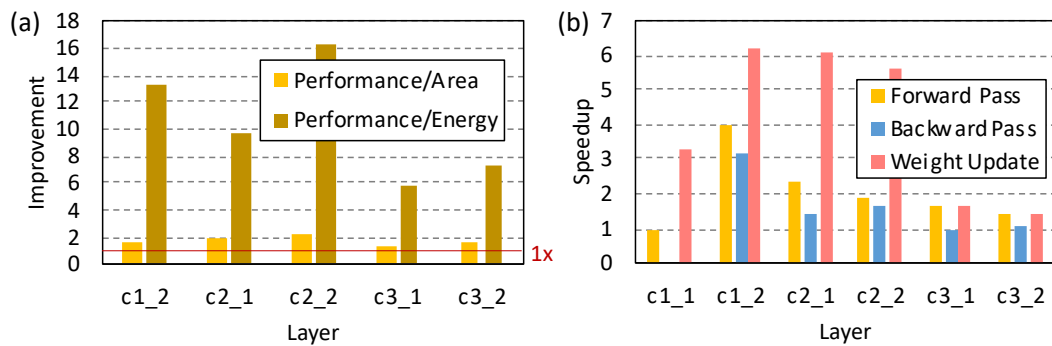 (a)
Improvement
18
16
14
12
10
8
6
4
2
0
Performance/Area
Performance/Energy
1x
c1_2 c2_1 c2_2 c3_1 c3_2
Layer
(b)
Speedup
7
6
5
4
3
2
1
0
Forward Pass
Backward Pass
Weight Update
c1_1 c1_2 c2_1 c2_2 c3_1 c3_2
Layer